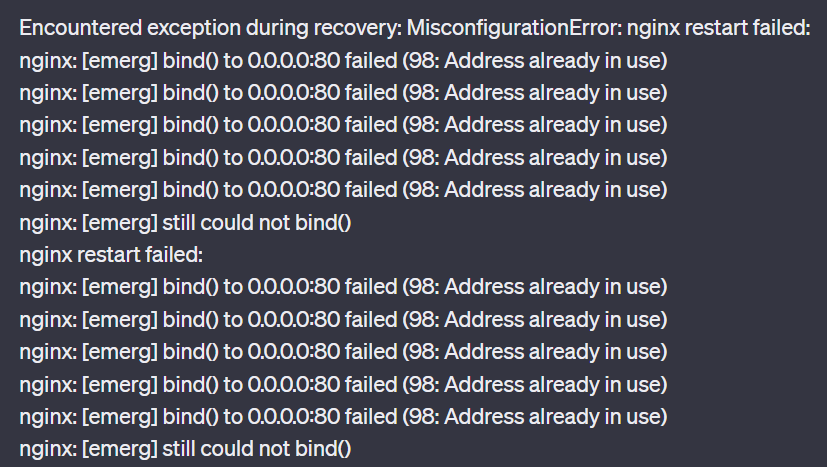 Encountered exception during recovery: MisconfigurationError: nginx restart failed:
nginx: [emerg] bind() to 0.0.0.0:80 failed (98: Address already in use)
nginx: [emerg] bind() to 0.0.0.0:80 failed (98: Address already in use)
nginx: [emerg] bind() to 0.0.0.0:80 failed (98: Address already in use)
nginx: [emerg] bind() to 0.0.0.0:80 failed (98: Address already in use)
nginx: [emerg] bind() to 0.0.0.0:80 failed (98: Address already in use)
nginx: [emerg] still could not bind()
nginx restart failed:
nginx: [emerg] bind() to 0.0.0.0:80 failed (98: Address already in use)
nginx: [emerg] bind() to 0.0.0.0:80 failed (98: Address already in use)
nginx: [emerg] bind() to 0.0.0.0:80 failed (98: Address already in use)
nginx: [emerg] bind() to 0.0.0.0:80 failed (98: Address already in use)
nginx: [emerg] bind() to 0.0.0.0:80 failed (98: Address already in use)
nginx: [emerg] still could not bind()